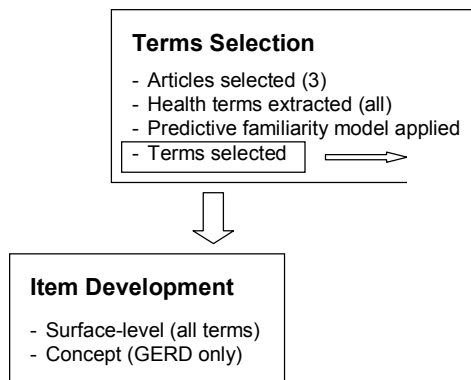 Terms Selection
- Articles selected (3)
- Health terms extracted (all)
- Predictive familiarity model applied
- Terms selected
Item Development
- Surface-level (all terms)
- Concept (GERD only)